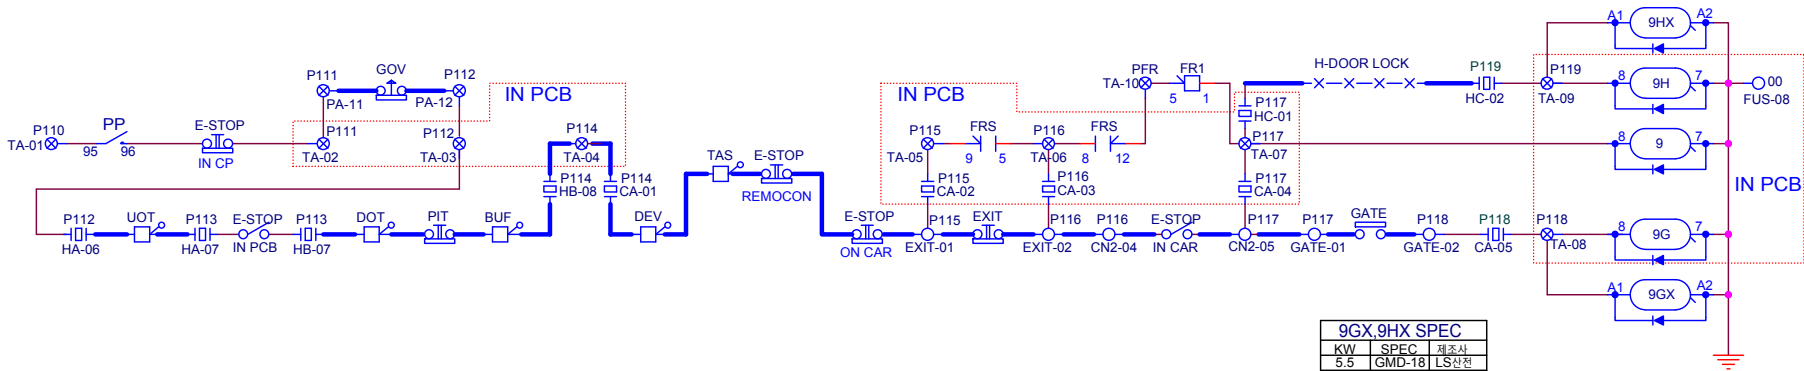 A1 9HX A2
P111 GOV P112
PA-11 PA-12
IN PCB
PFR FR1
TA-10 5 1
H-DOOR LOCK
P119 P119
HC-02 TA-09
8 9H 7
00
FUS-08
IN PCB
P110 PP E-STOP
TA-01 95 96 IN CP
P111 P112
TA-02 TA-03
P114
TA-04
P115 FRS P116 FRS
TA-05 9 5 TA-06 8 12
P117
HC-01
P117
TA-07
9
IN PCB
P114 P114
HB-08 CA-01
TAS E-STOP
REMOCON
P115 P116 P117
CA-02 CA-03 CA-04
P112 UOT P113 E-STOP P113 DOT PIT BUF DEV
HA-06 HA-07 IN PCB HB-07
E-STOP P115 EXIT P116 P116 E-STOP P117 P117 GATE P118 P118 P118
ON CAR EXIT-01 EXIT-02 CN2-04 IN CAR CN2-05 GATE-01 GATE-02 CA-05 TA-08
8 9G 7
A1 9GX A2
9GX,9HX SPEC
KW SPEC 제조사
5.5 GMD-18 LS산전